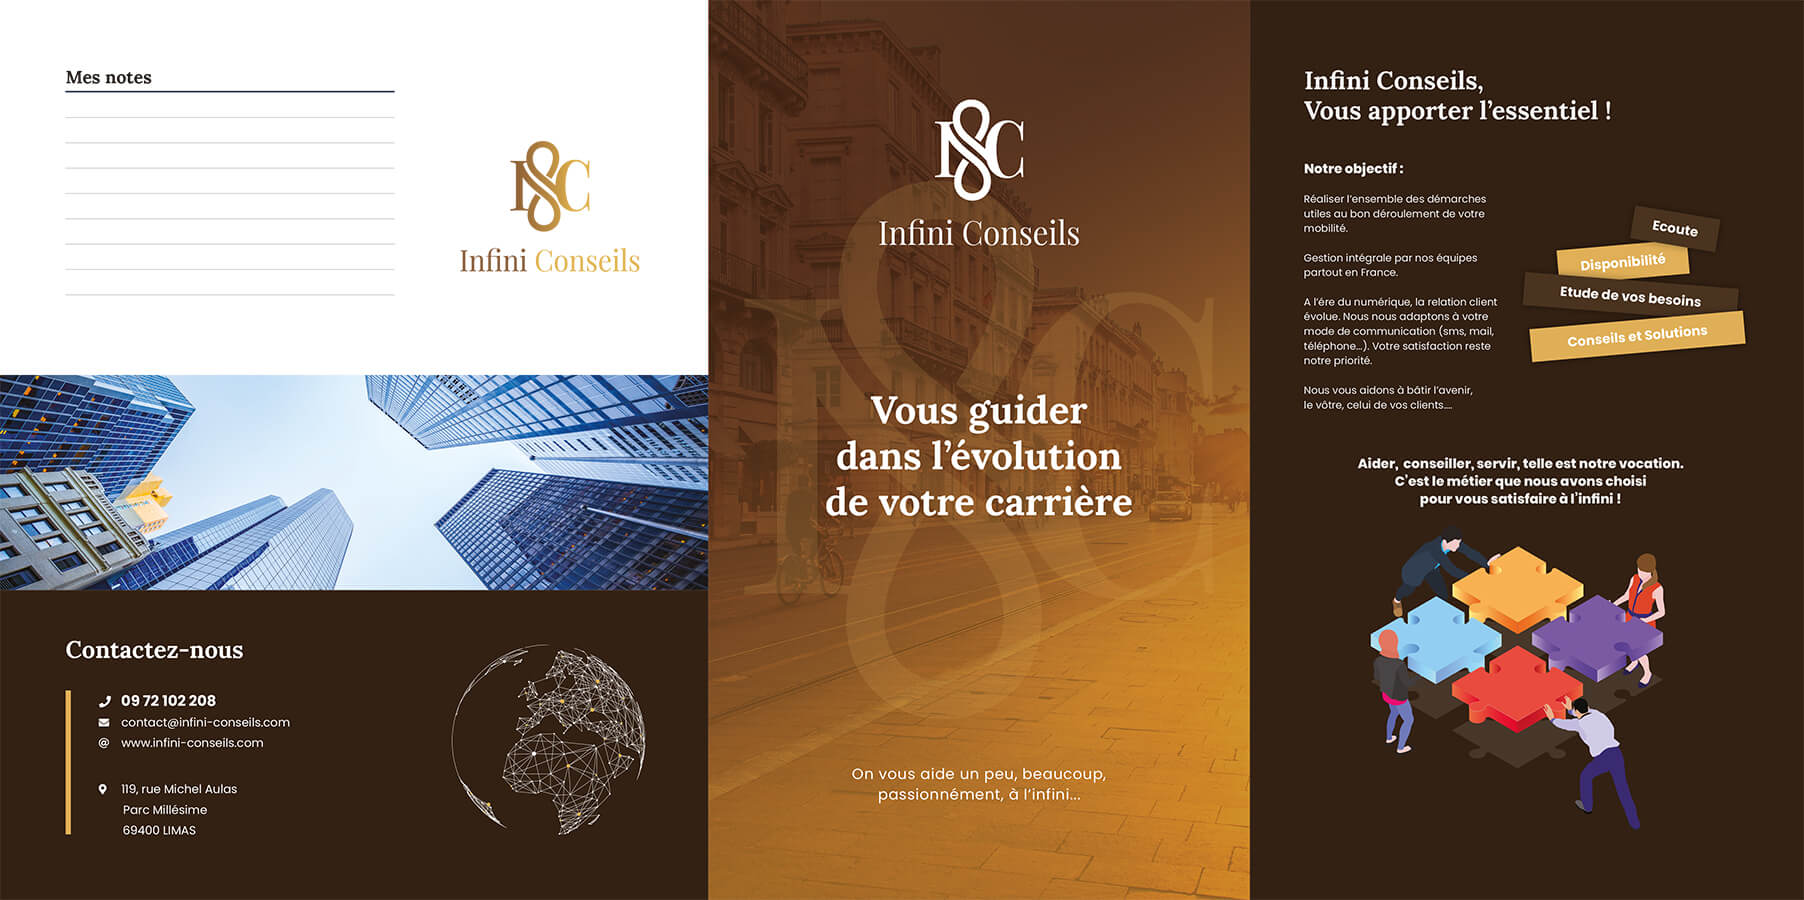 Mes notes
I8C
Infini Conseils
Contactez-nous
09 72 102 208
contact@infini-conseils.com
www.infini-conseils.com
119, rue Michel Aulas
Parc Millésime
69400 LIMAS
I8C
Infini Conseils
Vous guider
dans l’évolution
de votre carrière
On vous aide un peu, beaucoup,
passionnément, à l’infini...
Infini Conseils,
Vous apporter l’essentiel !
Notre objectif :
Réaliser l’ensemble des démarches
utiles au bon déroulement de votre
mobilité.
Gestion intégrale par nos équipes
partout en France.
A l’ére du numérique, la relation client
évolue. Nous nous adaptons à votre
mode de communication (sms, mail,
téléphone...). Votre satisfaction reste
notre priorité.
Nous vous aidons à bâtir l’avenir,
le vôtre, celui de vos clients....
Ecoute
Disponibilité
Etude de vos besoins
Conseils et Solutions
Aider, conseiller, servir, telle est notre vocation.
C’est le métier que nous avons choisi
pour vous satisfaire à l’infini !